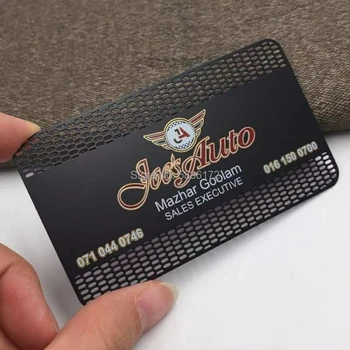 JA
Joe's Auto
Mazhar Goolam
SALES EXECUTIVE
071 044 0746
016 150 0700